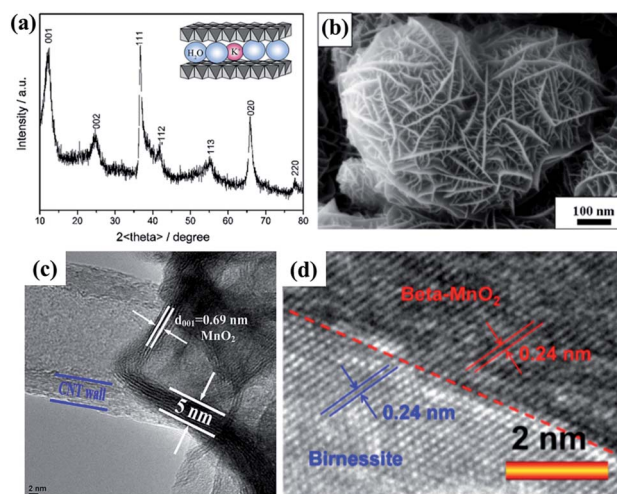 (a)
001
002
111
112
113
020
220
H₂O
K
Intensity / a.u.
10 20 30 40 50 60 70 80
2<theta> / degree
(b)
100 nm
(c)
d₀₀₁=0.69 nm
MnO₂
CNT wall
5 nm
2 nm
(d)
Beta-MnO₂
0.24 nm
0.24 nm
Birnessite
2 nm